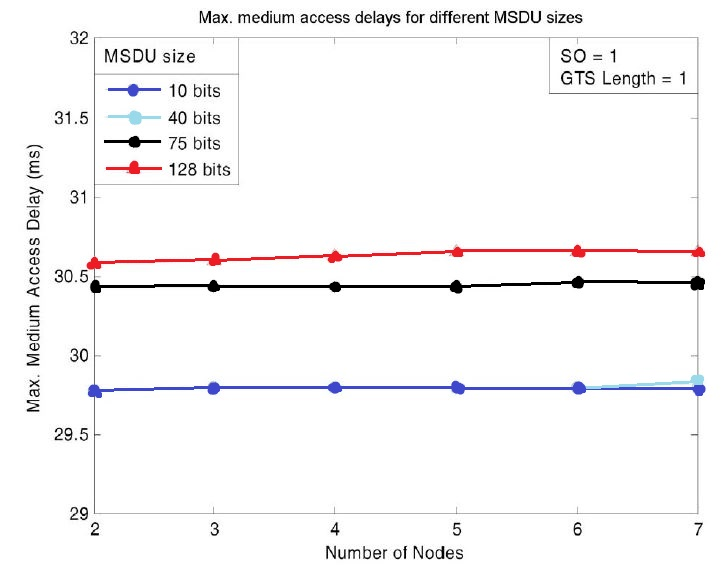 Max. medium access delays for different MSDU sizes
32
MSDU size
10 bits
40 bits
75 bits
128 bits
SO = 1
GTS Length = 1
31.5
31
30.5
30
29.5
29
Max. Medium Access Delay (ms)
2 3 4 5 6 7
Number of Nodes